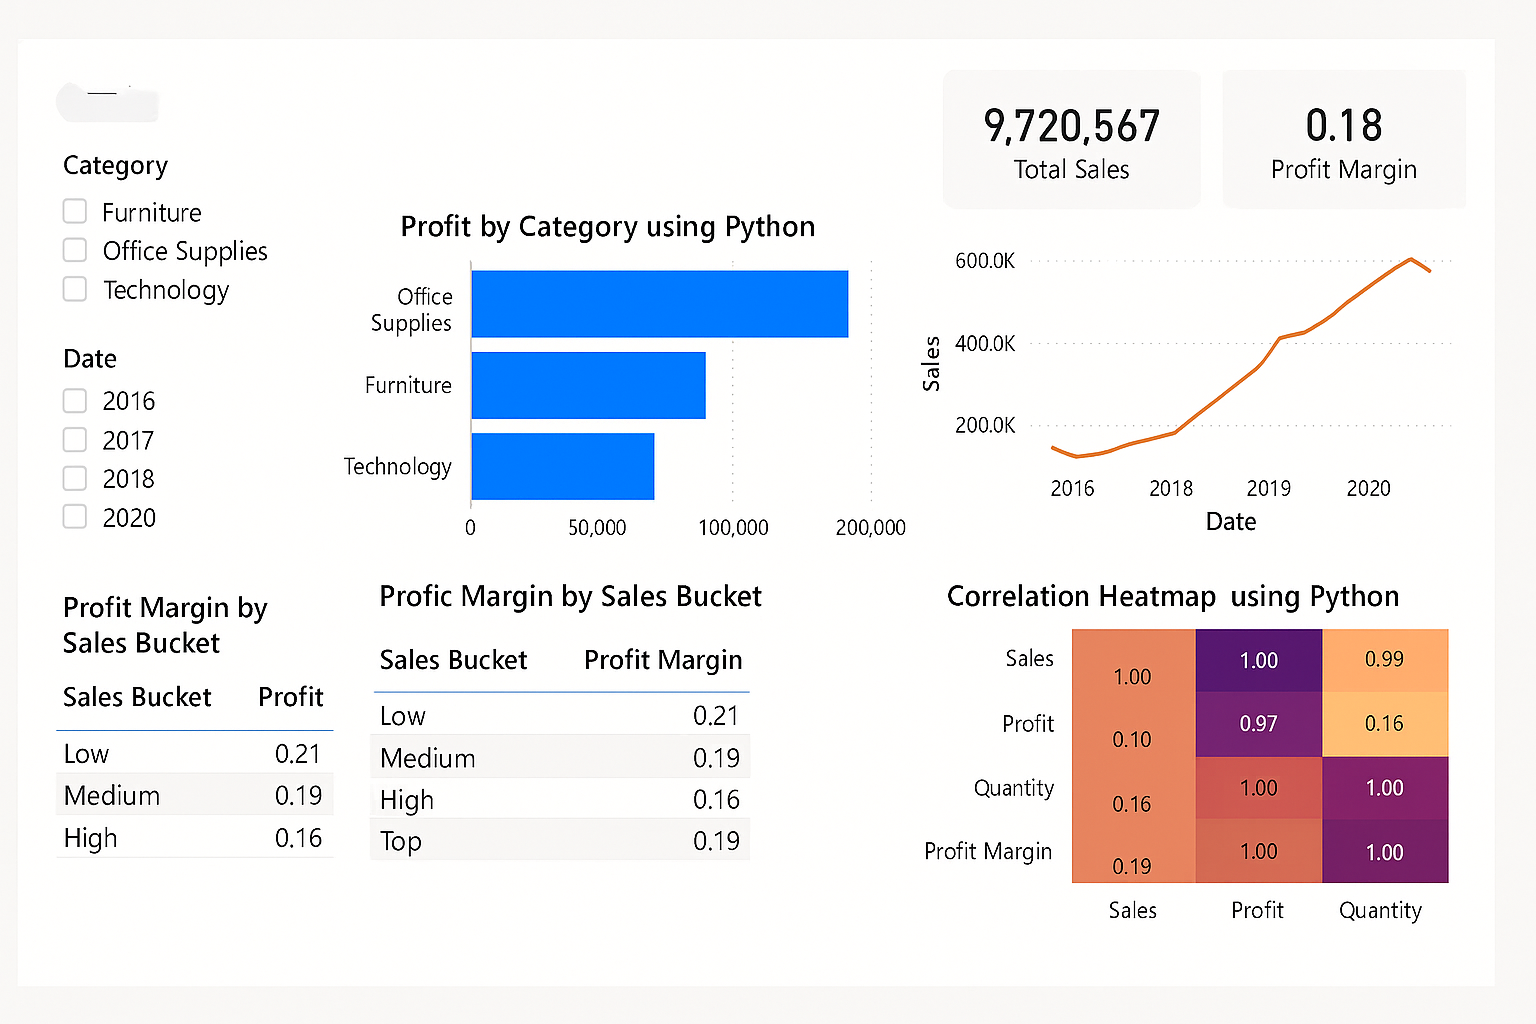 Category
Furniture
Office Supplies
Technology
Date
2016
2017
2018
2020
Profit by Category using Python
Office
Supplies
Furniture
Technology
0 50,000 100,000 200,000
9,720,567
Total Sales
0.18
Profit Margin
600.0K
400.0K
200.0K
Sales
2016 2018 2019 2020
Date
Profit Margin by
Sales Bucket
Sales Bucket Profit
Low 0.21
Medium 0.19
High 0.16
Profic Margin by Sales Bucket
Sales Bucket Profit Margin
Low 0.21
Medium 0.19
High 0.16
Top 0.19
Correlation Heatmap using Python
Sales 1.00 1.00 0.99
Profit 0.10 0.97 0.16
Quantity 0.16 1.00 1.00
Profit Margin 0.19 1.00 1.00
Sales Profit Quantity